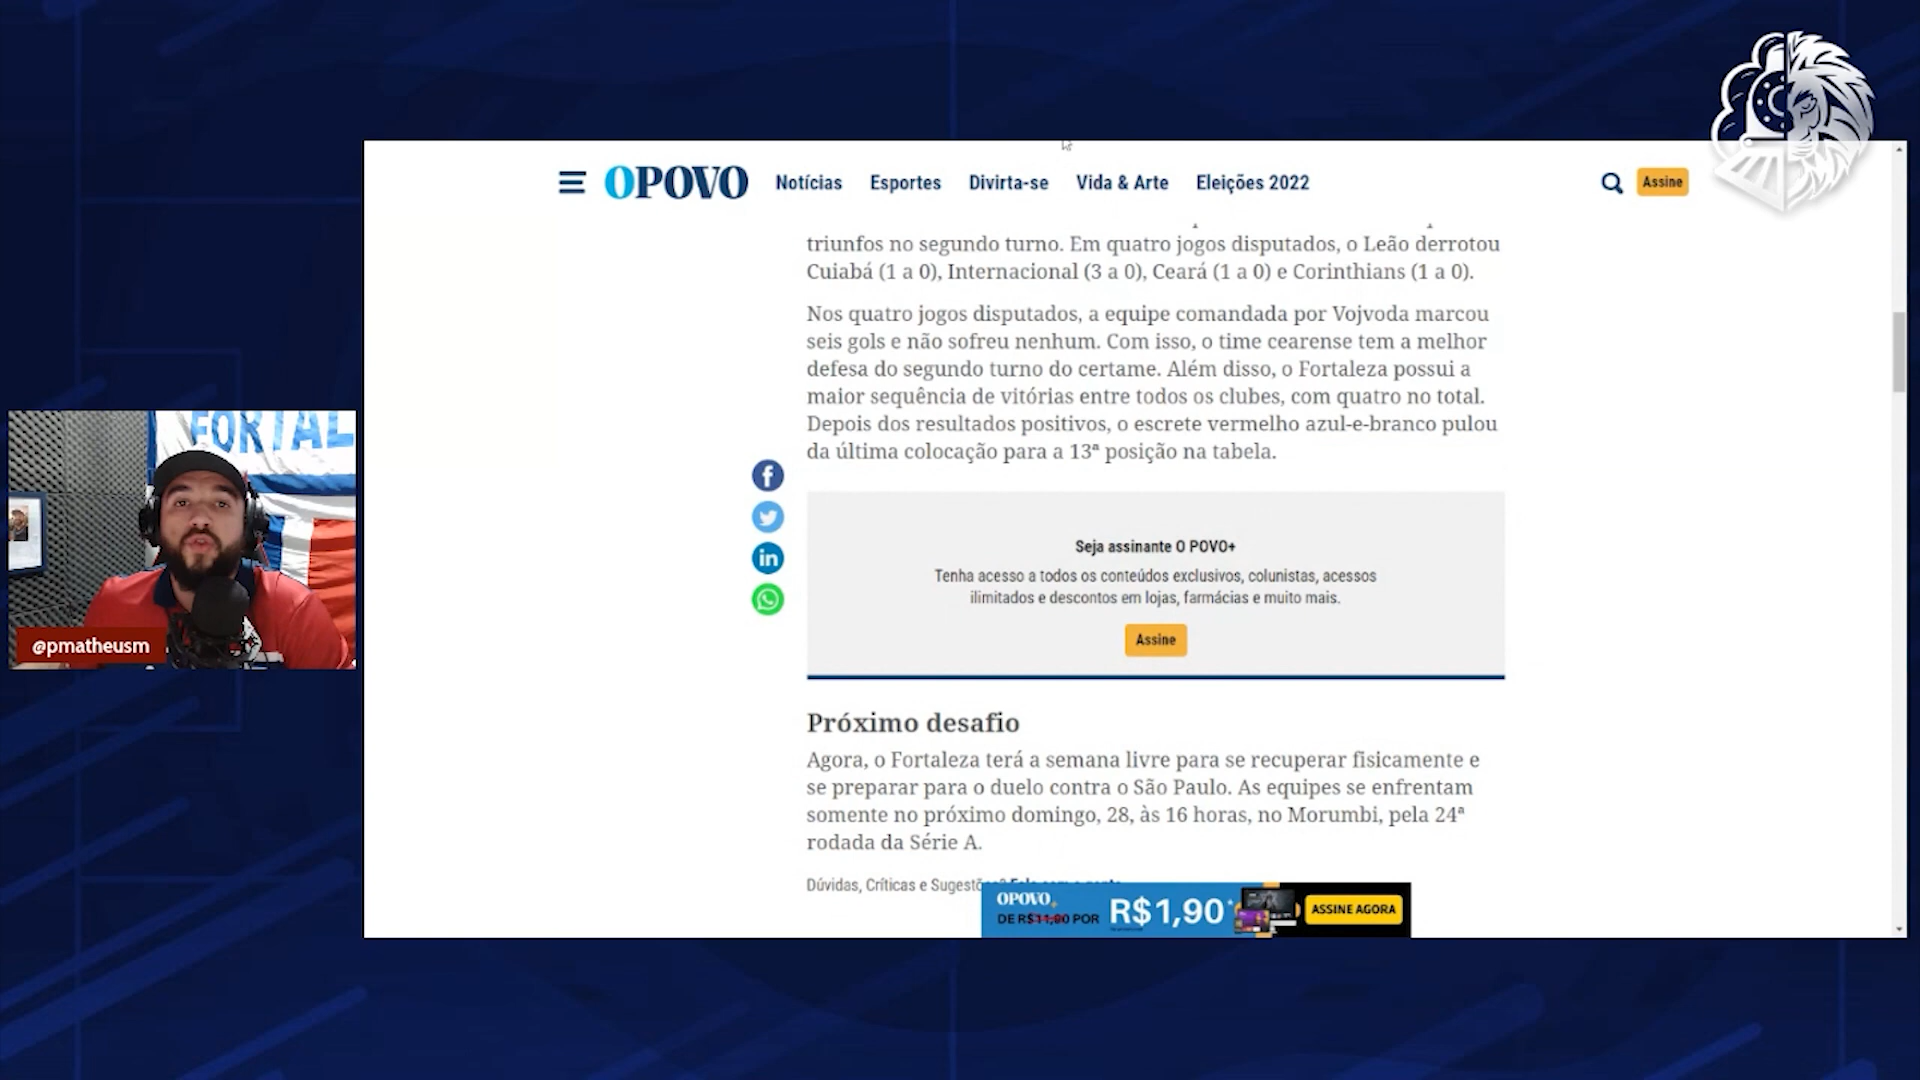 OPOVO Notícias Esportes Divirta-se Vida & Arte Eleições 2022 Assine
triunfos no segundo turno. Em quatro jogos disputados, o Leão derrotou
Cuiabá (1 a 0), Internacional (3 a 0), Ceará (1 a 0) e Corinthians (1 a 0).
Nos quatro jogos disputados, a equipe comandada por Vojvoda marcou
seis gols e não sofreu nenhum. Com isso, o time cearense tem a melhor
defesa do segundo turno do certame. Além disso, o Fortaleza possui a
maior sequência de vitórias entre todos os clubes, com quatro no total.
Depois dos resultados positivos, o escrete vermelho azul-e-branco pulou
da última colocação para a 13ª posição na tabela.
FORTAL
@pmatheusm
Seja assinante O POVO+
Tenha acesso a todos os conteúdos exclusivos, colunistas, acessos
ilimitados e descontos em lojas, farmácias e muito mais.
Assine
Próximo desafio
Agora, o Fortaleza terá a semana livre para se recuperar fisicamente e
se preparar para o duelo contra o São Paulo. As equipes se enfrentam
somente no próximo domingo, 28, às 16 horas, no Morumbi, pela 24ª
rodada da Série A.
Dúvidas, Críticas e Sugestões?
OPOVO+
DE R$11,90 POR
R$1,90*
ASSINE AGORA